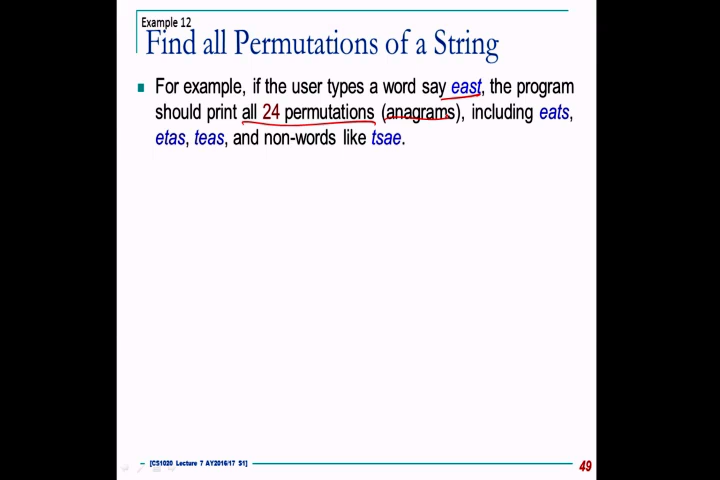 Example 12
Find all Permutations of a String
For example, if the user types a word say east, the program
should print all 24 permutations (anagrams), including eats,
etas, teas, and non-words like tsae.
[CS1020 Lecture 7 AY2016/17 S1]
49